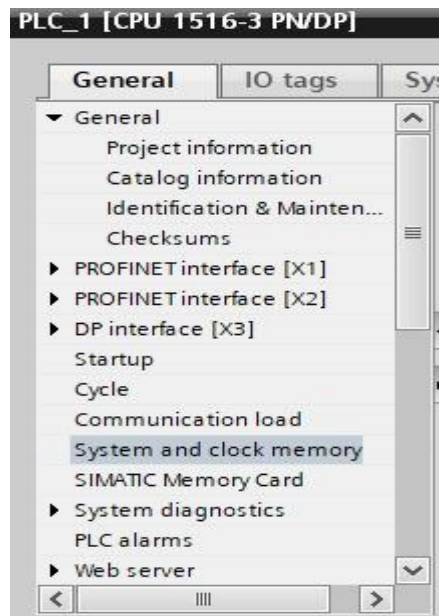 PLC_1 [CPU 1516-3 PN/DP]
General IO tags
General
Project information
Catalog information
Identification & Mainten...
Checksums
PROFINET interface [X1]
PROFINET interface [X2]
DP interface [X3]
Startup
Cycle
Communication load
System and clock memory
SIMATIC Memory Card
System diagnostics
PLC alarms
Web server